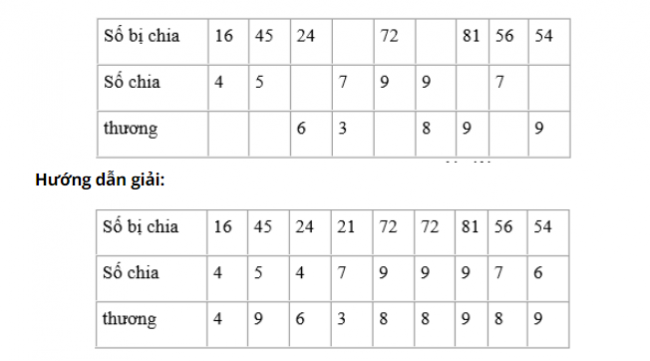 Số bị chia 16 45 24 72 81 56 54
Số chia 4 5 7 9 9 7
thương 6 3 8 9 9
Hướng dẫn giải:
Số bị chia 16 45 24 21 72 72 81 56 54
Số chia 4 5 4 7 9 9 9 7 6
thương 4 9 6 3 8 8 9 8 9